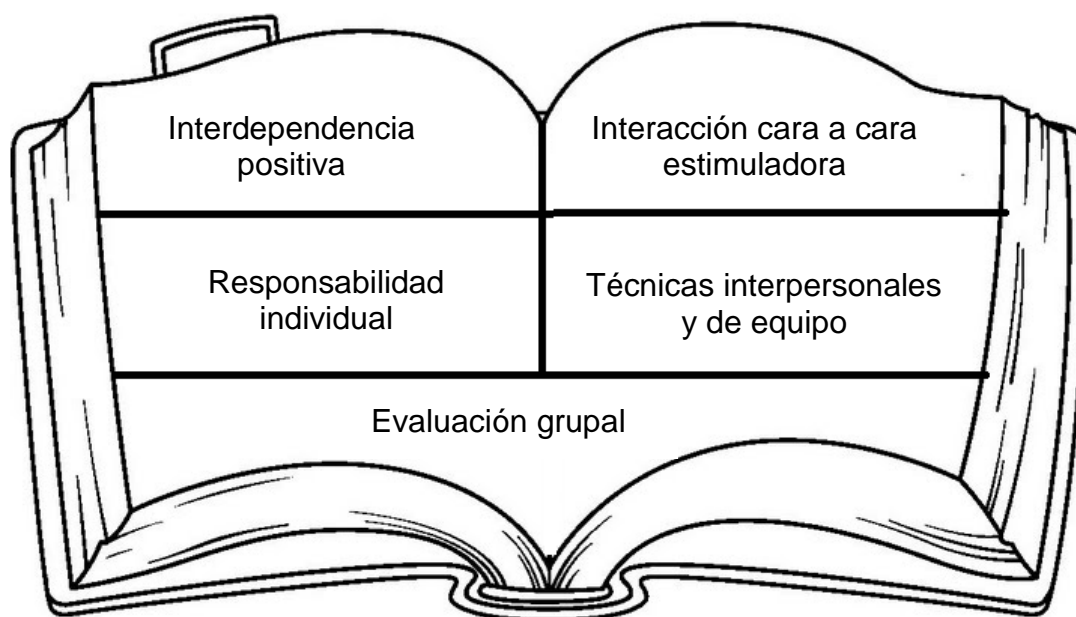 Interdependencia
positiva
Interacción cara a cara
estimuladora
Responsabilidad
individual
Técnicas interpersonales
y de equipo
Evaluación grupal